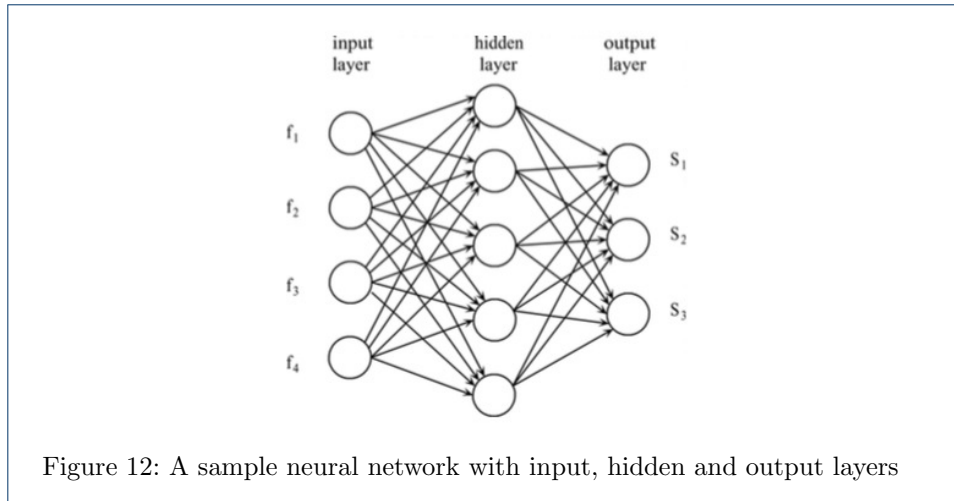 input hidden output
layer layer layer
f₁
S₁
f₂
S₂
f₃
S₃
f₄
Figure 12: A sample neural network with input, hidden and output layers